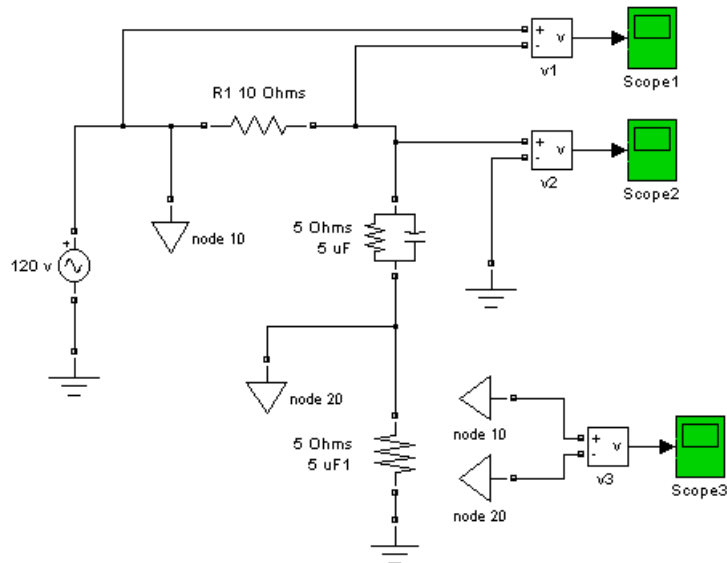 +
-
v
v1
Scope1
R1 10 Ohms
+
-
v
v2
Scope2
node 10
5 Ohms
5 uF
+
120 v
node 20
5 Ohms
5 uF1
node 10
+
-
v
v3
Scope3
node 20